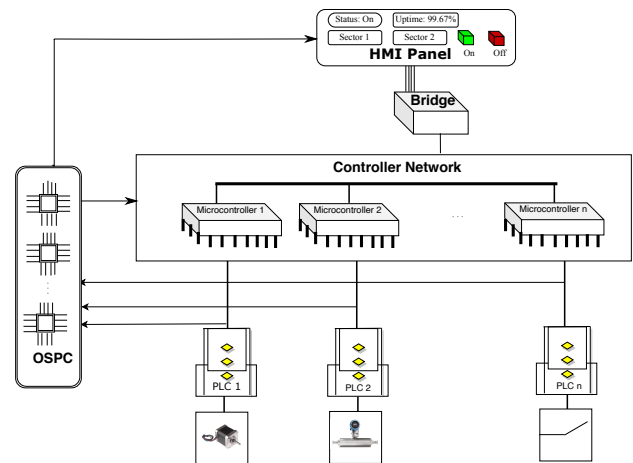 Status: On
Uptime: 99.67%
Sector 1
Sector 2
HMI Panel
On
Off
Bridge
Controller Network
Microcontroller 1
Microcontroller 2
. . .
Microcontroller n
OSPC
PLC 1
PLC 2
PLC n